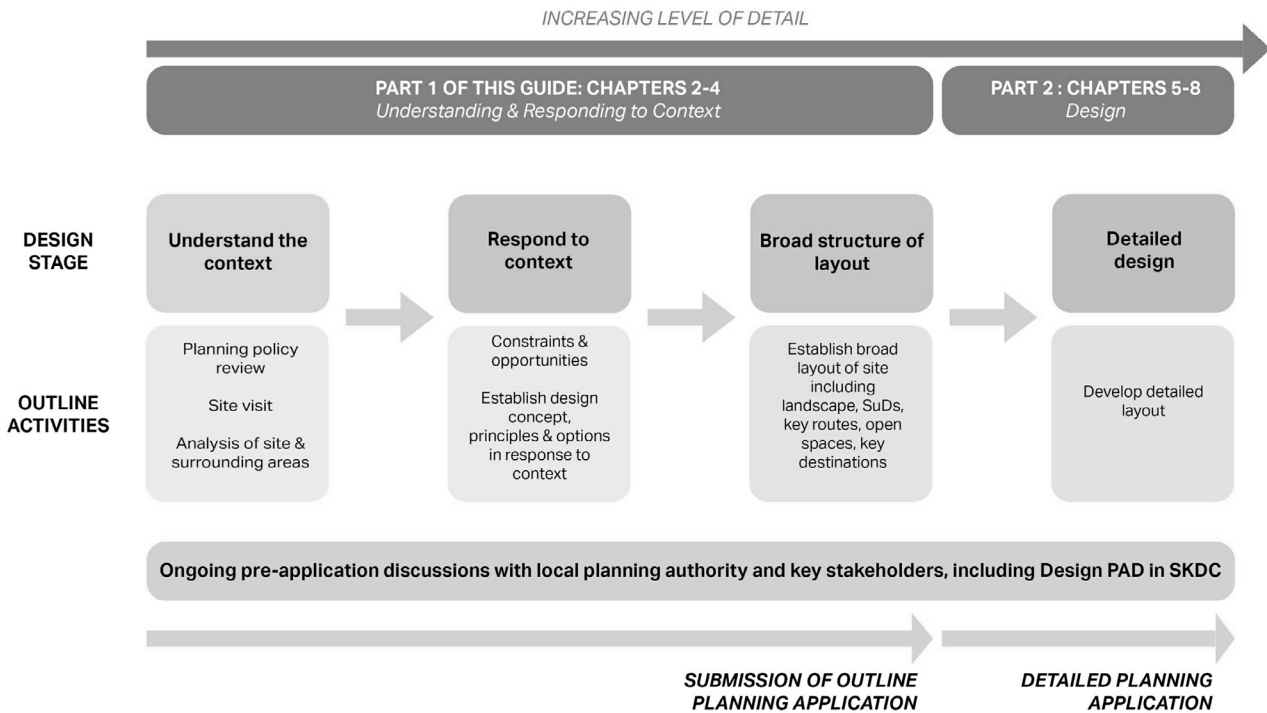 INCREASING LEVEL OF DETAIL
PART 1 OF THIS GUIDE: CHAPTERS 2-4
Understanding & Responding to Context
PART 2 : CHAPTERS 5-8
Design
DESIGN
STAGE
Understand the
context
Respond to
context
Broad structure of
layout
Detailed
design
OUTLINE
ACTIVITIES
Planning policy
review
Site visit
Analysis of site &
surrounding areas
Constraints &
opportunities
Establish design
concept,
principles & options
in response to
context
Establish broad
layout of site
including
landscape, SuDs,
key routes, open
spaces, key
destinations
Develop detailed
layout
Ongoing pre-application discussions with local planning authority and key stakeholders, including Design PAD in SKDC
SUBMISSION OF OUTLINE
PLANNING APPLICATION
DETAILED PLANNING
APPLICATION